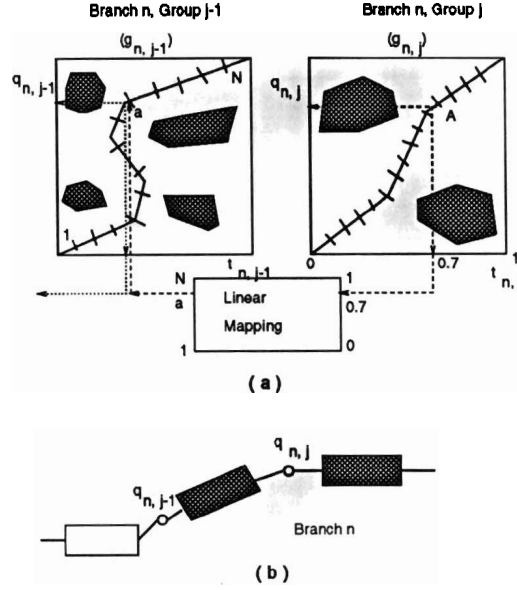 Branch n, Group j-1
Branch n, Group j
(g n, j-1)
(g n, j)
q n, j-1
N
a
1
q n, j
A
0
0.7
1
t n, j-1
t n,
N
a
1
Linear
Mapping
1
0.7
0
( a )
q n, j
q n, j-1
Branch n
( b )